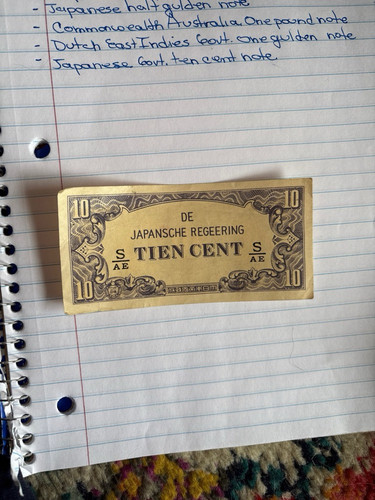 - Japanese half gulden note
- Commonwealth Australia One pound note
- Dutch East Indies Govt. one gulden note
- Japanese Govt. ten cent note
10 10
DE
JAPANSCHE REGEERING
S/AE TIEN CENT S/AE
10 10